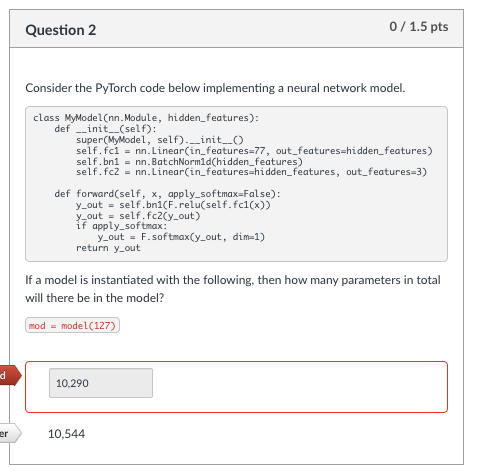 Question 2
0 / 1.5 pts
Consider the PyTorch code below implementing a neural network model.
class MyModel(nn.Module, hidden_features):
    def __init__(self):
        super(MyModel, self).__init__()
        self.fc1 = nn.Linear(in_features=77, out_features=hidden_features)
        self.bn1 = nn.BatchNorm1d(hidden_features)
        self.fc2 = nn.Linear(in_features=hidden_features, out_features=3)
    def forward(self, x, apply_softmax=False):
        y_out = self.bn1(F.relu(self.fc1(x))
        y_out = self.fc2(y_out)
        if apply_softmax:
            y_out = F.softmax(y_out, dim=1)
        return y_out
If a model is instantiated with the following, then how many parameters in total
will there be in the model?
mod = model(127)
d
10,290
er
10,544